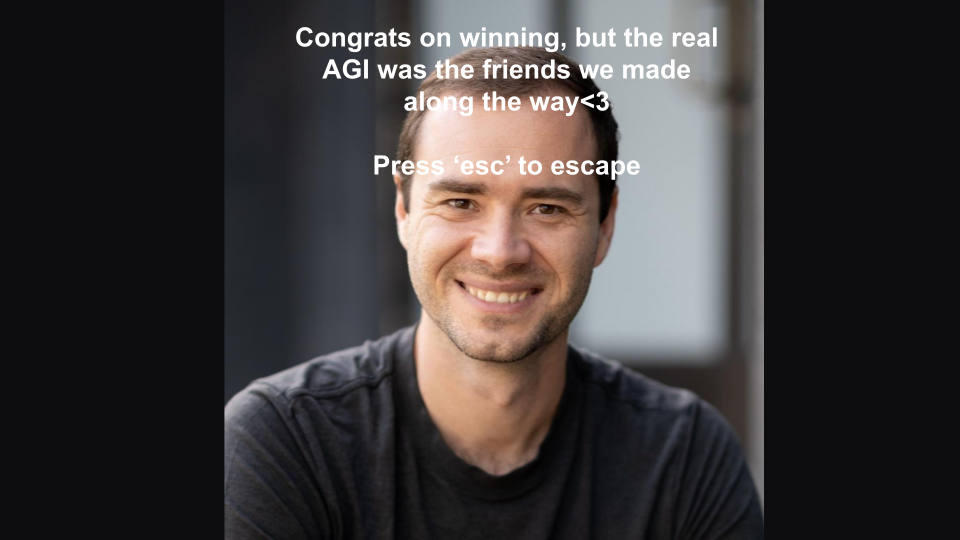 Congrats on winning, but the real
AGI was the friends we made
along the way<3
Press ‘esc’ to escape